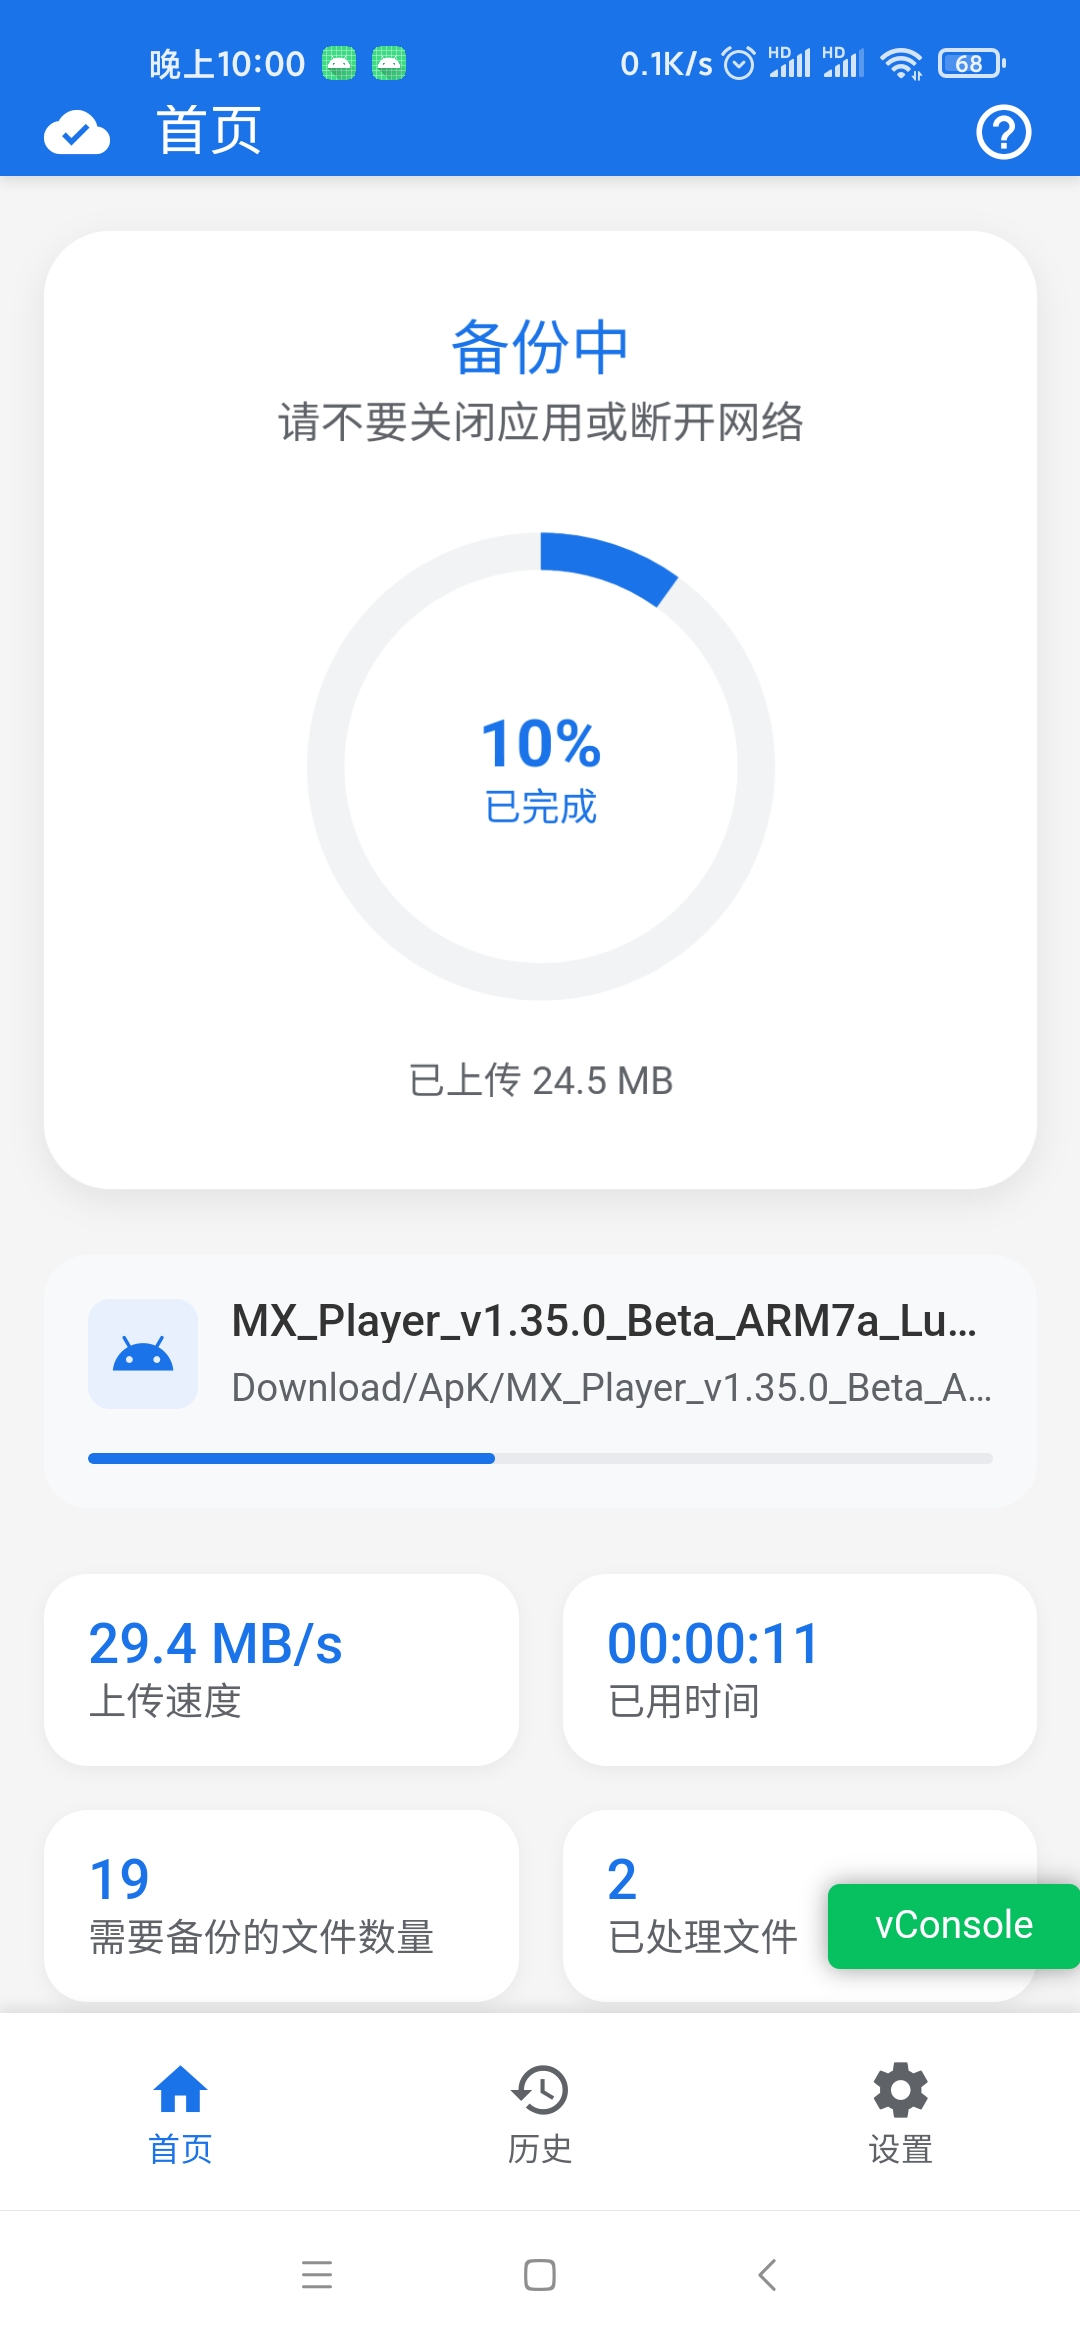 晚上10:00
0.1K/s
HD
HD
68
首页
备份中
请不要关闭应用或断开网络
10%
已完成
已上传 24.5 MB
MX_Player_v1.35.0_Beta_ARM7a_Lu...
Download/ApK/MX_Player_v1.35.0_Beta_A...
29.4 MB/s
上传速度
00:00:11
已用时间
19
需要备份的文件数量
2
已处理文件
vConsole
首页
历史
设置